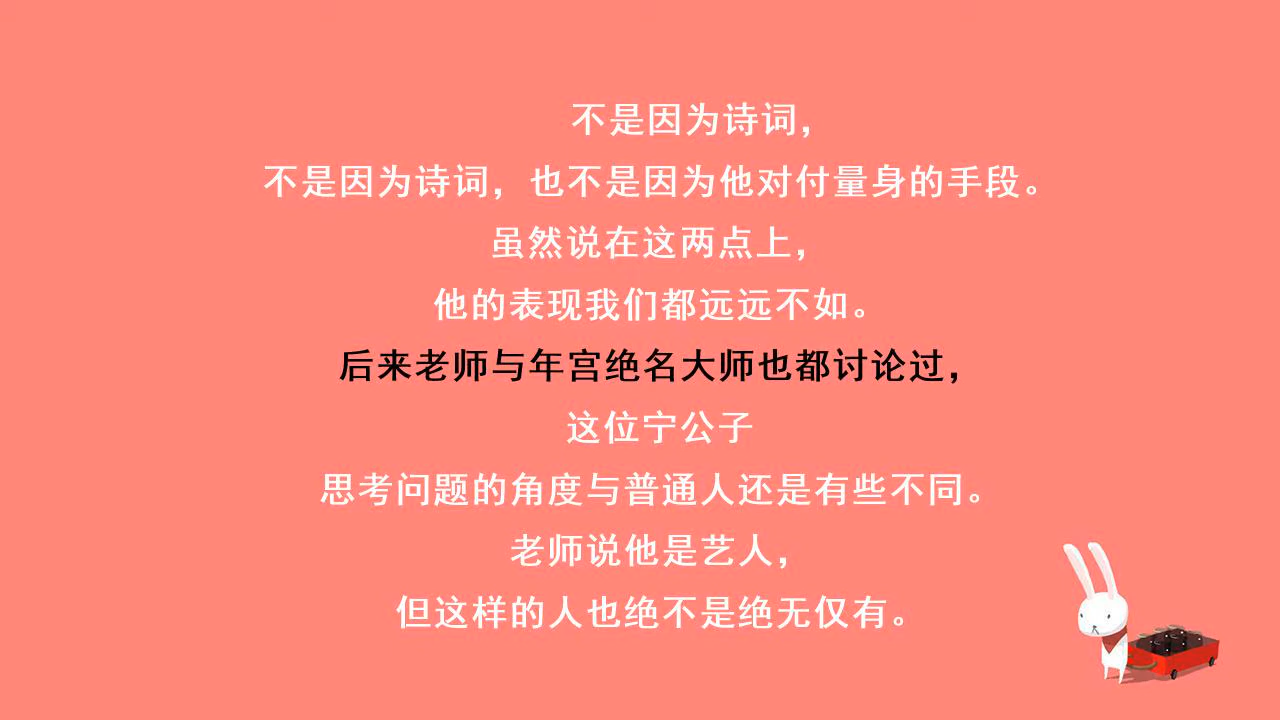 不是因为诗词，
不是因为诗词，也不是因为他对付量身的手段。
虽然说在这两点上，
他的表现我们都远远不如。
后来老师与年宫绝名大师也都讨论过，
这位宁公子
思考问题的角度与普通人还是有些不同。
老师说他是艺人，
但这样的人也绝不是绝无仅有。